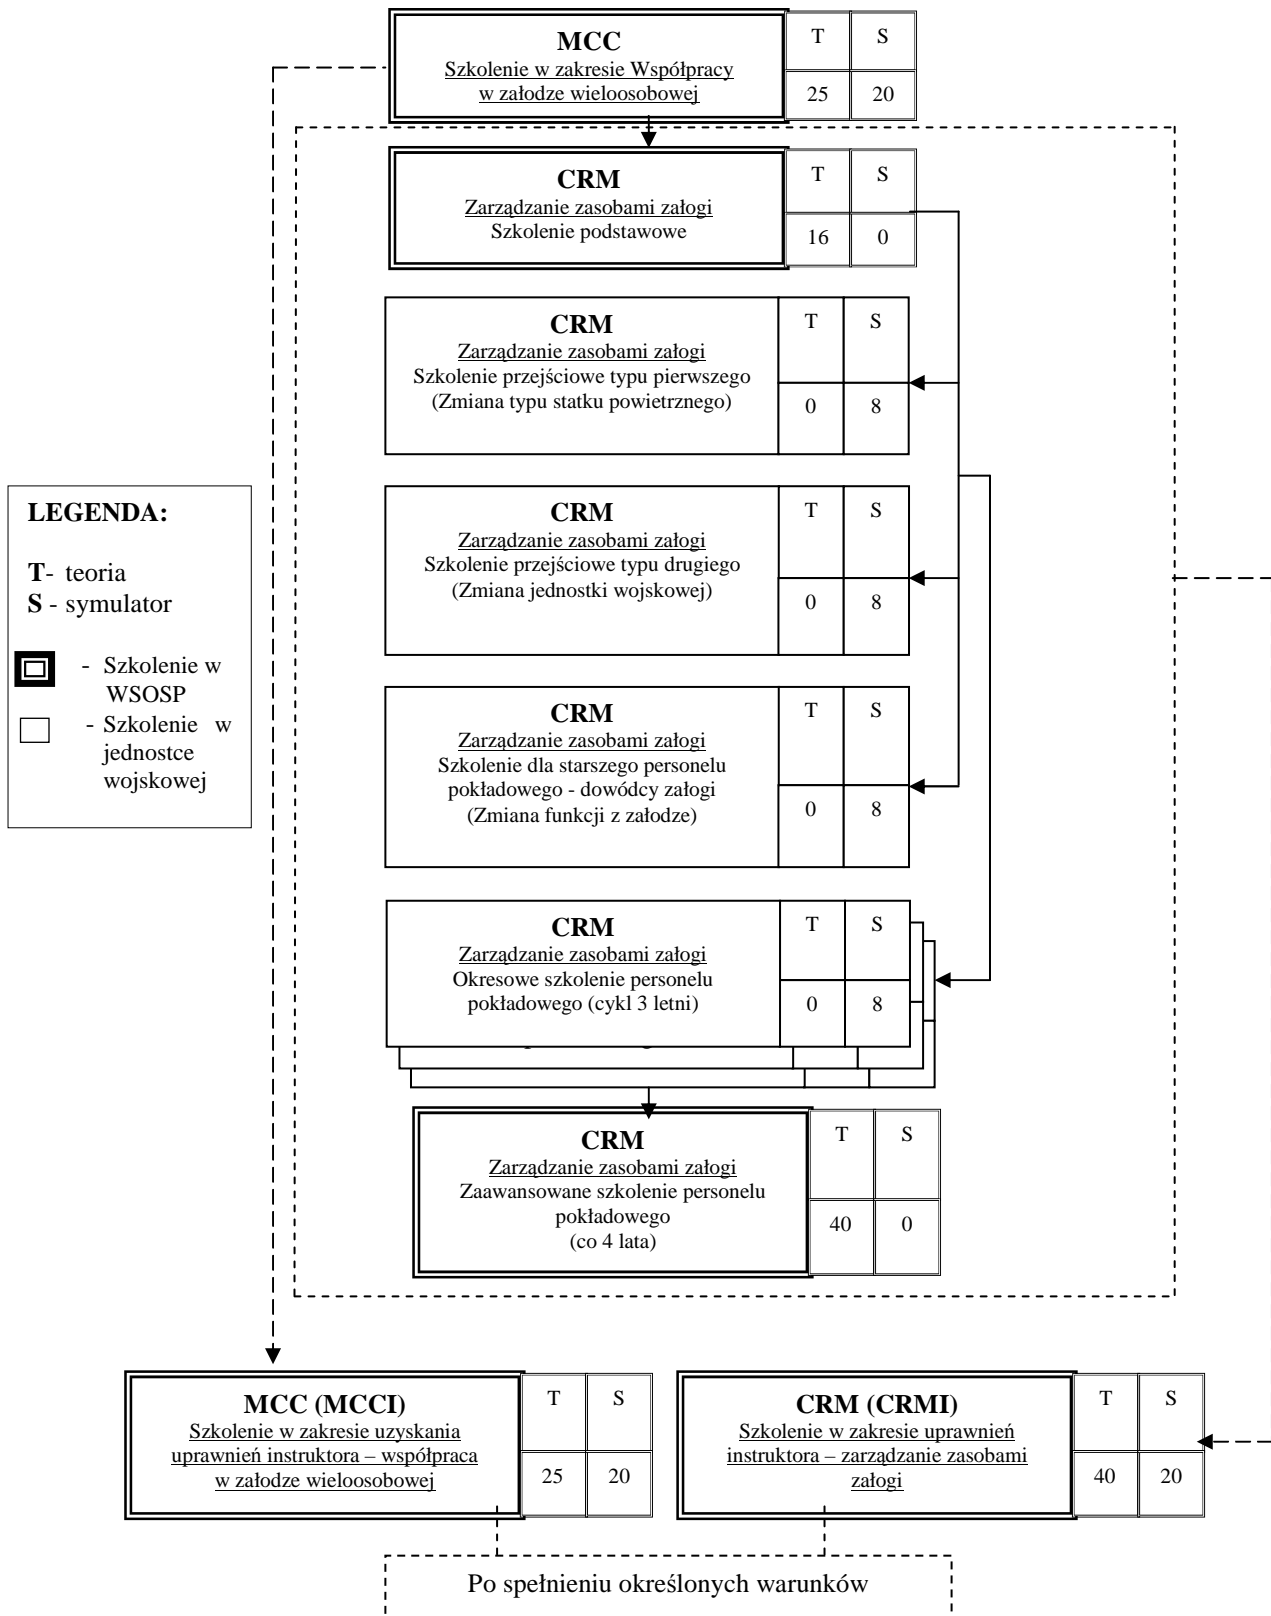 MCC
Szkolenie w zakresie Współpracy
w załodze wieloosobowej
T S
25 20
CRM
Zarządzanie zasobami załogi
Szkolenie podstawowe
T S
16 0
CRM
Zarządzanie zasobami załogi
Szkolenie przejściowe typu pierwszego
(Zmiana typu statku powietrznego)
T S
0 8
CRM
Zarządzanie zasobami załogi
Szkolenie przejściowe typu drugiego
(Zmiana jednostki wojskowej)
T S
0 8
LEGENDA:
T- teoria
S - symulator
- Szkolenie w
WSOSP
- Szkolenie w
jednostce
wojskowej
CRM
Zarządzanie zasobami załogi
Szkolenie dla starszego personelu
pokładowego - dowódcy załogi
(Zmiana funkcji z załodze)
T S
0 8
CRM
Zarządzanie zasobami załogi
Okresowe szkolenie personelu
pokładowego (cykl 3 letni)
T S
0 8
CRM
Zarządzanie zasobami załogi
Zaawansowane szkolenie personelu
pokładowego
(co 4 lata)
T S
40 0
MCC (MCCI)
Szkolenie w zakresie uzyskania
uprawnień instruktora – współpraca
w załodze wieloosobowej
T S
25 20
CRM (CRMI)
Szkolenie w zakresie uprawnień
instruktora – zarządzanie zasobami
załogi
T S
40 20
Po spełnieniu określonych warunków